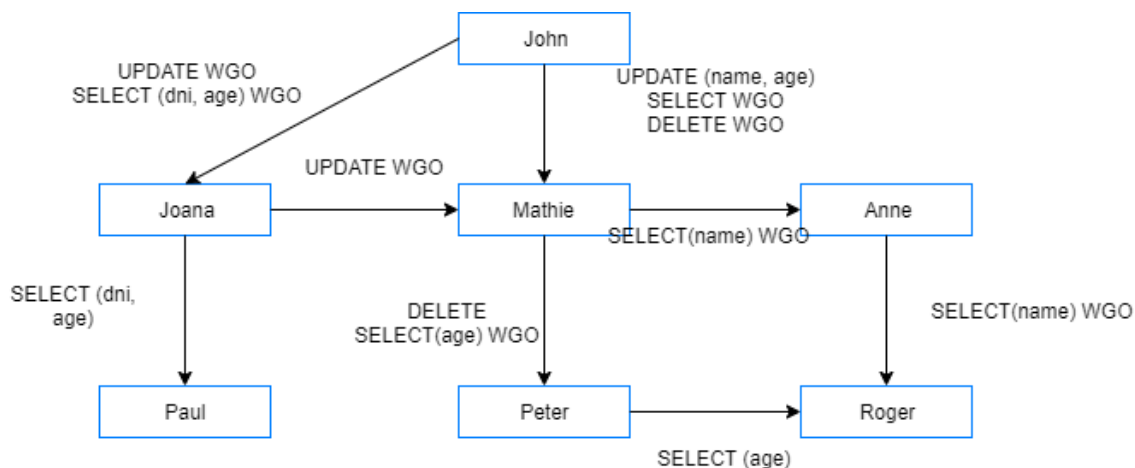 John
UPDATE WGO
SELECT (dni, age) WGO
UPDATE (name, age)
SELECT WGO
DELETE WGO
UPDATE WGO
Joana
Mathie
Anne
SELECT(name) WGO
SELECT (dni,
age)
DELETE
SELECT(age) WGO
SELECT(name) WGO
Paul
Peter
Roger
SELECT (age)